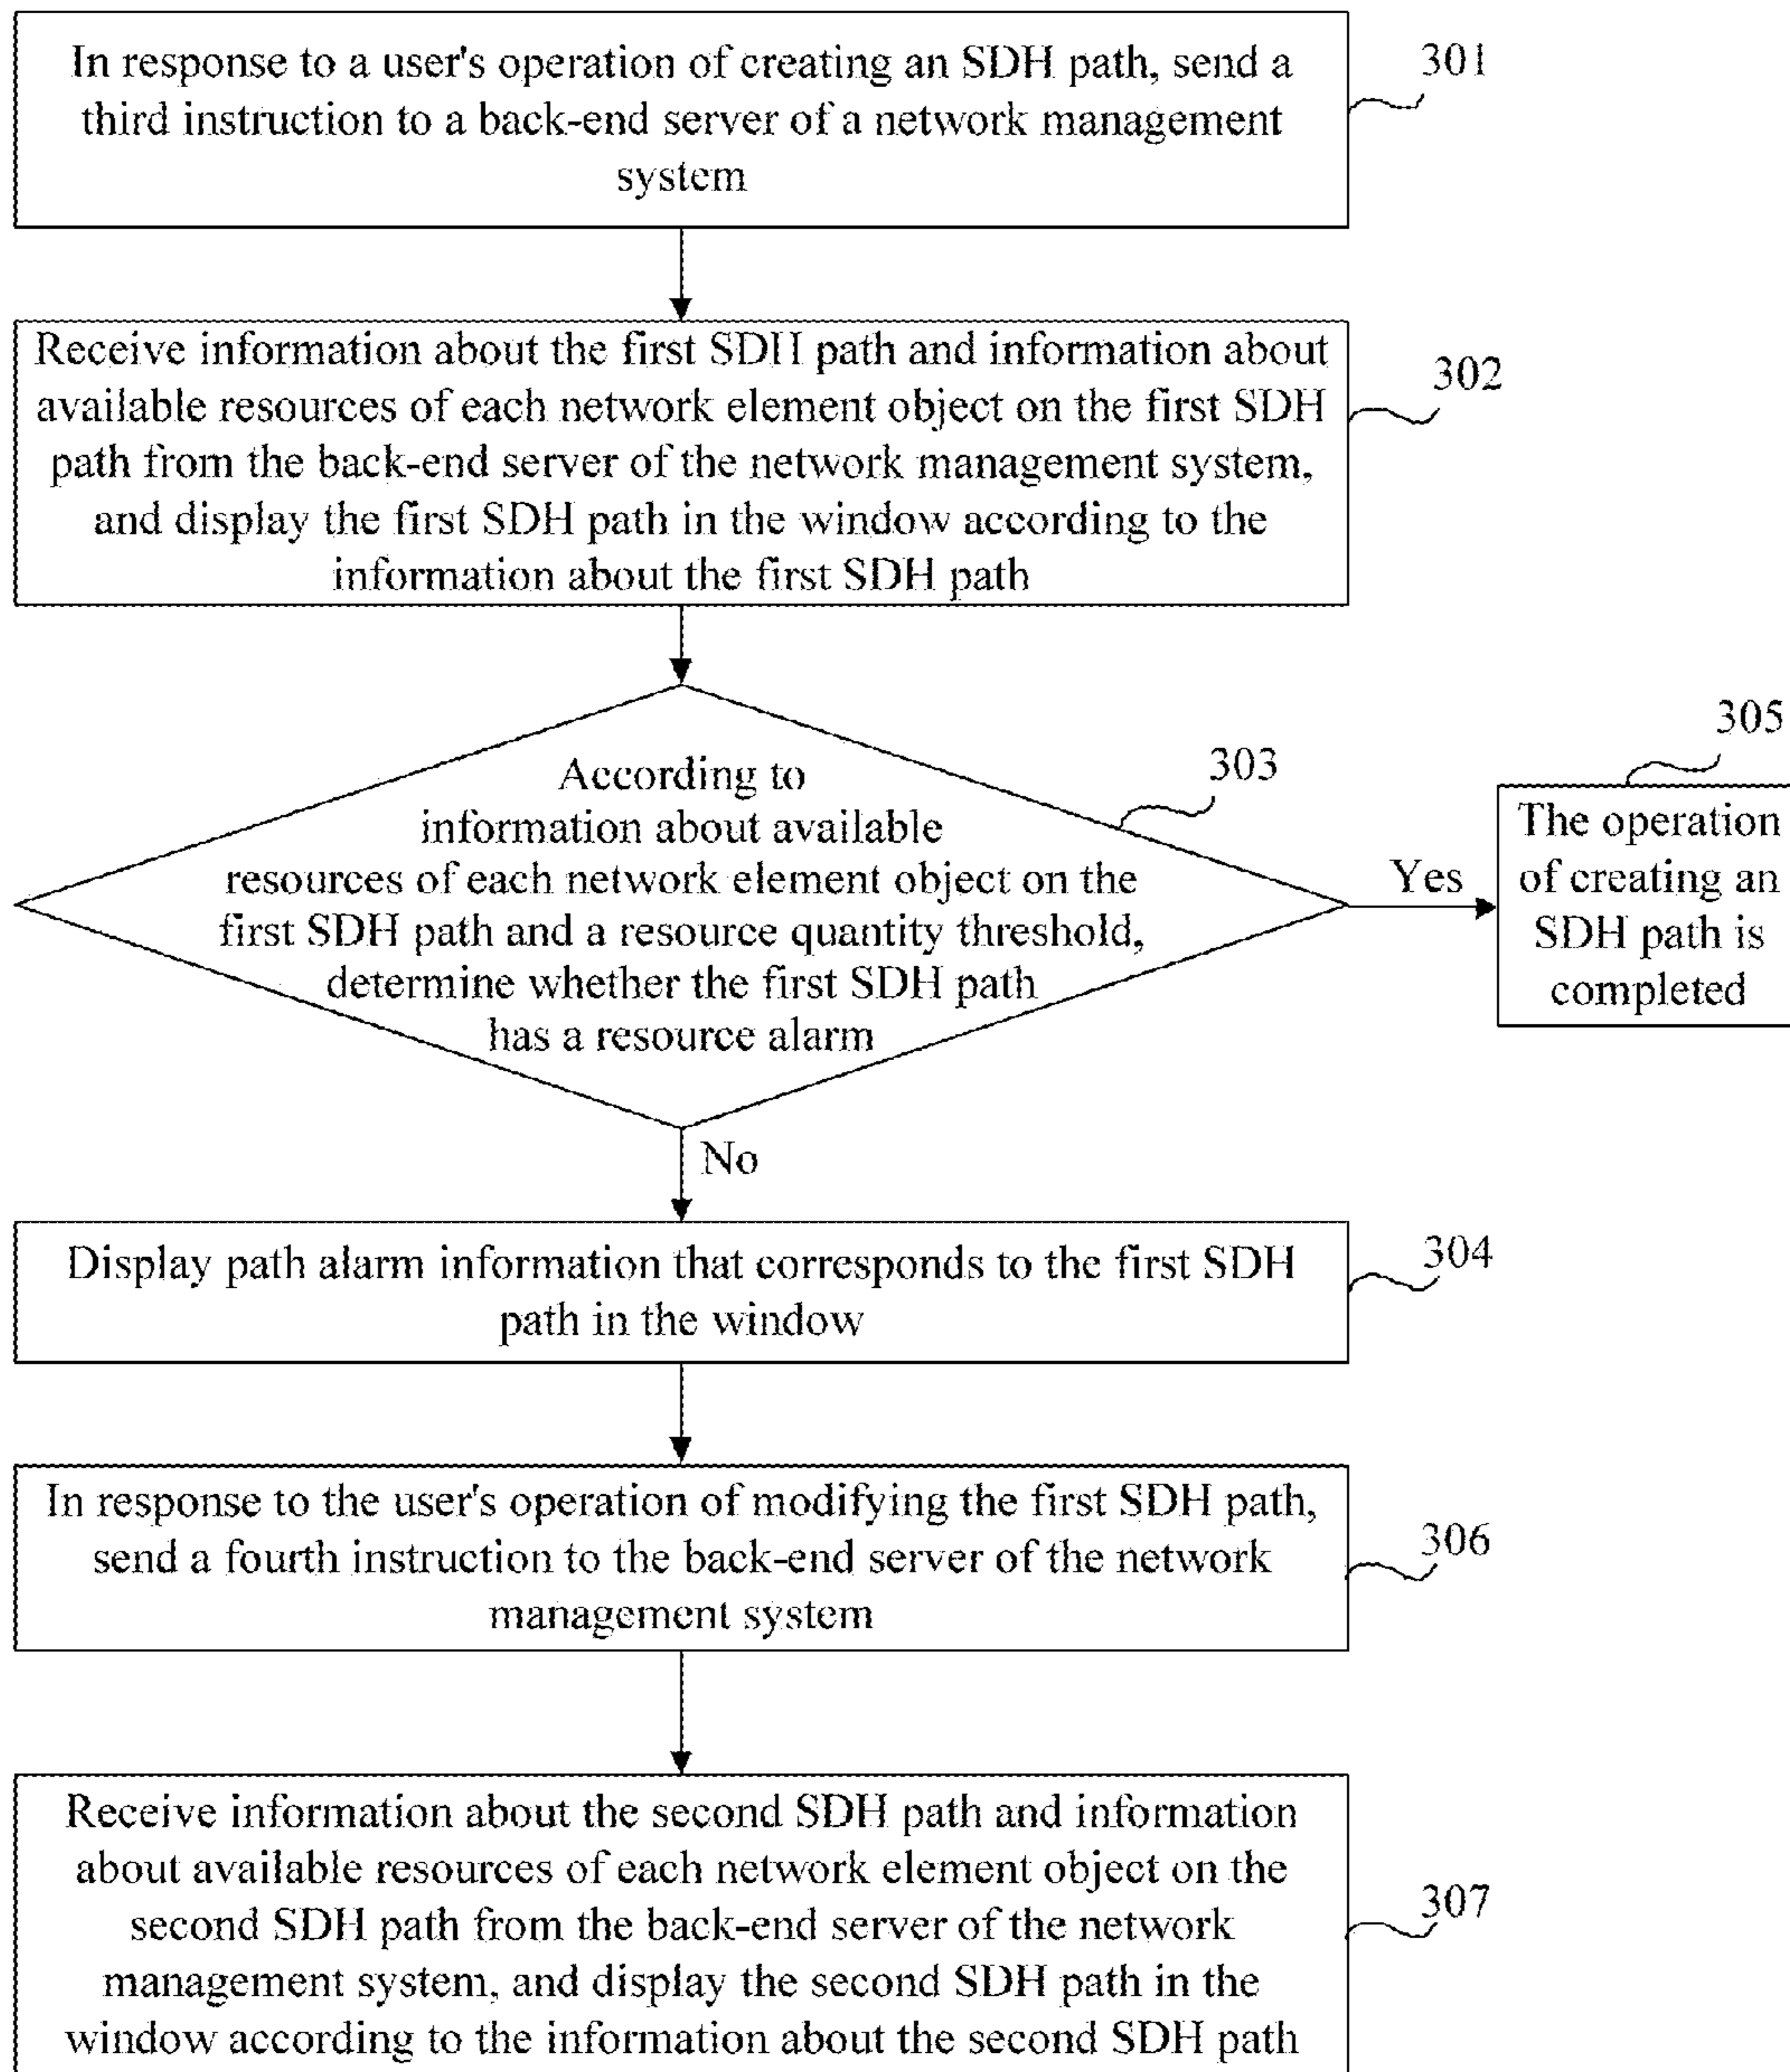 In response to a user's operation of creating an SDH path, send a
third instruction to a back-end server of a network management
system
301
Receive information about the first SDH path and information about
available resources of each network element object on the first SDH
path from the back-end server of the network management system,
and display the first SDH path in the window according to the
information about the first SDH path
302
According to
information about available
resources of each network element object on the
first SDH path and a resource quantity threshold,
determine whether the first SDH path
has a resource alarm
303
Yes
305
The operation
of creating an
SDH path is
completed
No
Display path alarm information that corresponds to the first SDH
path in the window
304
In response to the user's operation of modifying the first SDH path,
send a fourth instruction to the back-end server of the network
management system
306
Receive information about the second SDH path and information
about available resources of each network element object on the
second SDH path from the back-end server of the network
management system, and display the second SDH path in the
window according to the information about the second SDH path
307